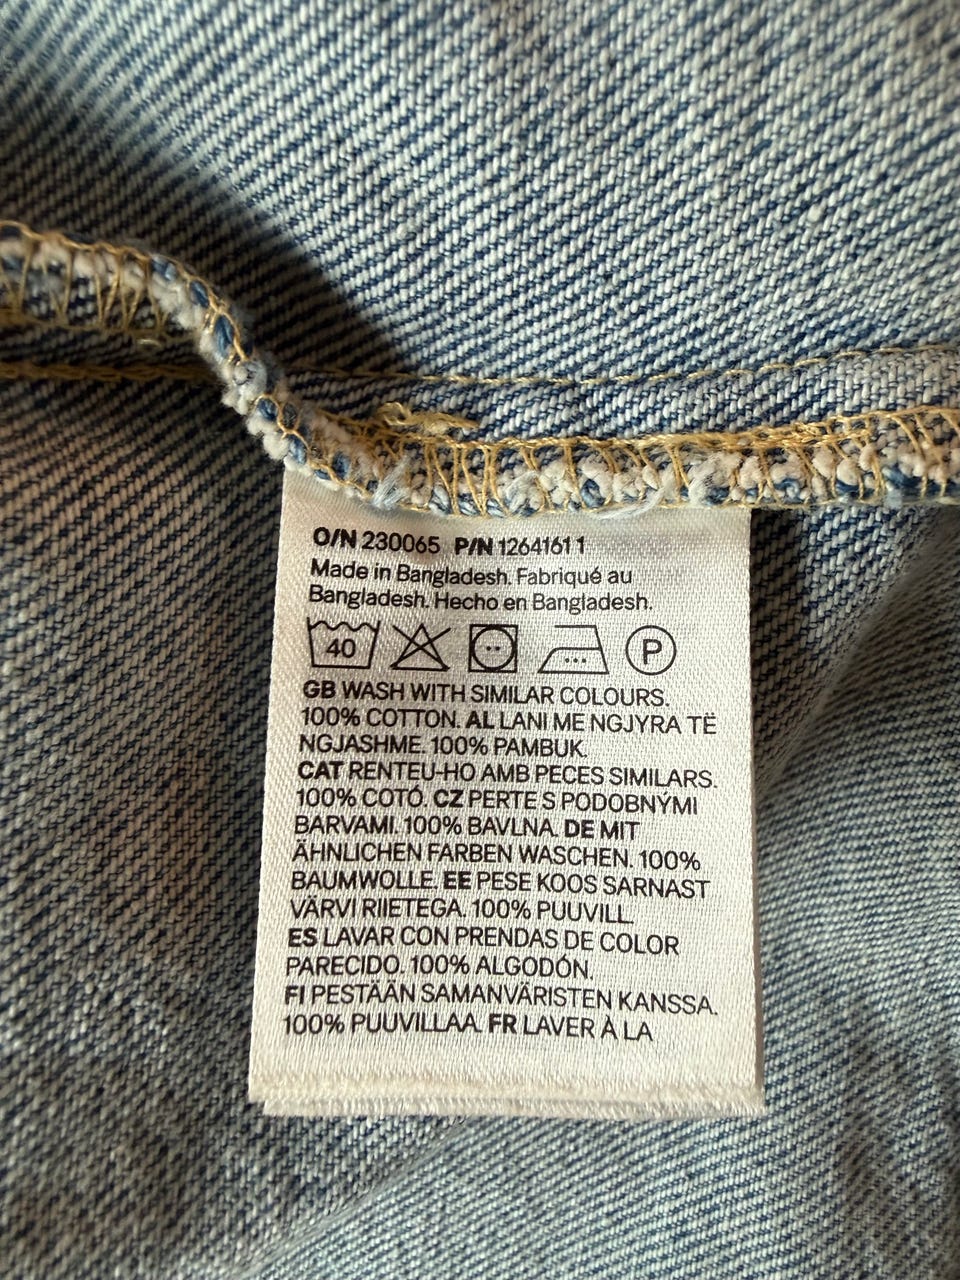 O/N 230065 P/N 12641611
Made in Bangladesh. Fabriqué au
Bangladesh. Hecho en Bangladesh.
40 P
GB WASH WITH SIMILAR COLOURS.
100% COTTON. AL LANI ME NGJYRA TË
NGJASHME. 100% PAMBUK.
CAT RENTEU-HO AMB PECES SIMILARS.
100% COTÓ. CZ PERTE S PODOBNÝMI
BARVAMI. 100% BAVLNA. DE MIT
ÄHNLICHEN FARBEN WASCHEN. 100%
BAUMWOLLE. EE PESE KOOS SARNAST
VÄRVI RIIETEGA. 100% PUUVILL.
ES LAVAR CON PRENDAS DE COLOR
PARECIDO. 100% ALGODÓN.
FI PESTÄÄN SAMANVÄRISTEN KANSSA.
100% PUUVILLAA. FR LAVER À LA